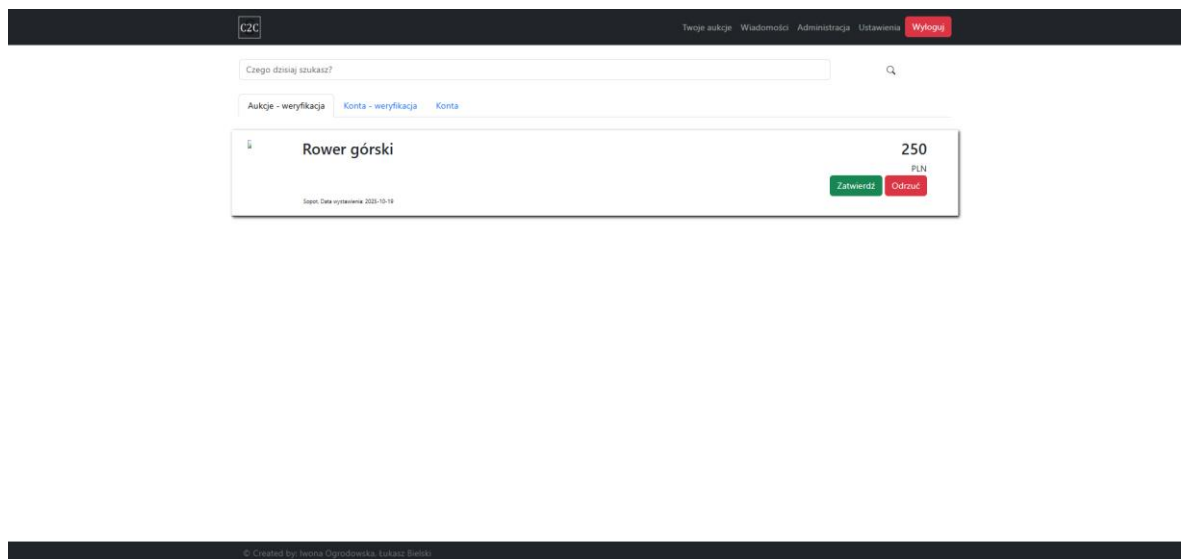 C2C Twoje aukcje Wiadomości Administracja Ustawienia Wyloguj
Czego dzisiaj szukasz?
Aukcje - weryfikacja Konta - weryfikacja Konta
Rower górski 250
PLN
Zatwierdź Odrzuć
Sopot, Data wystawienia: 2025-10-16
© Created by: Iwona Ogrodowska, Łukasz Bielski